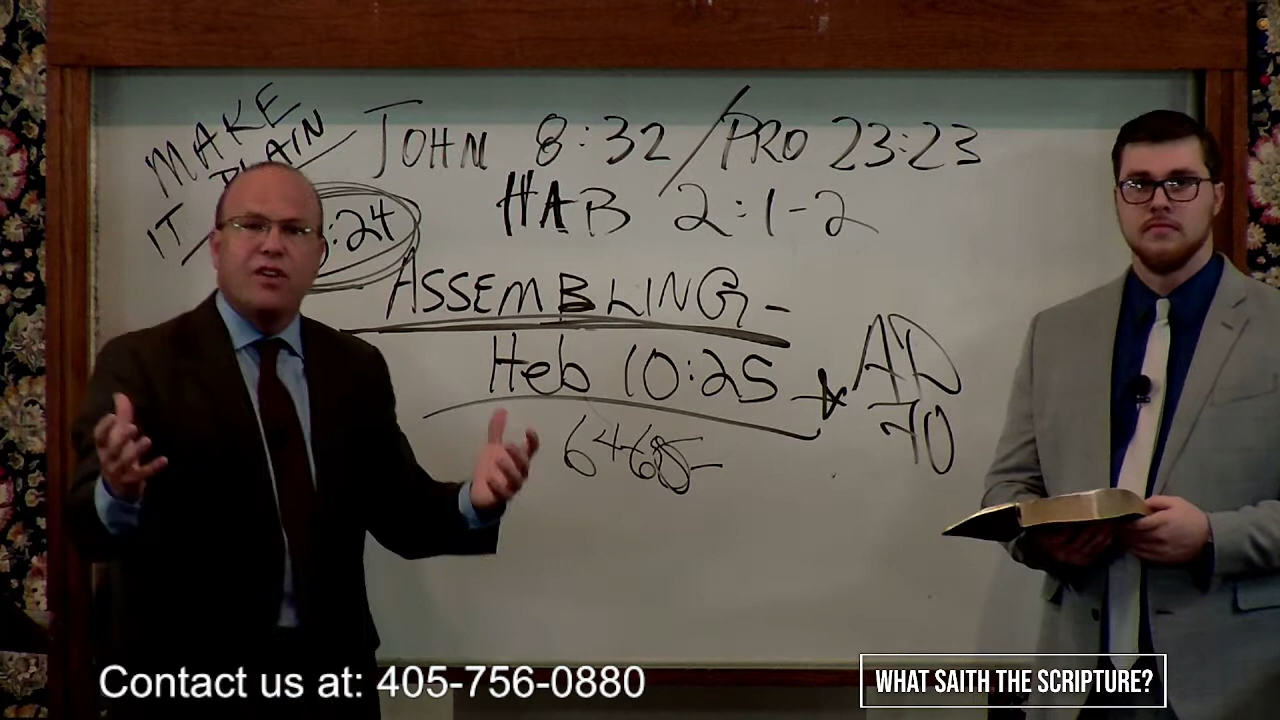 MAKE
IT PLAIN
JOHN 8:32 / PRO 23:23
HAB 2:1-2
:24
ASSEMBLING -
Heb 10:25
AD
70
Contact us at: 405-756-0880
WHAT SAITH THE SCRIPTURE?